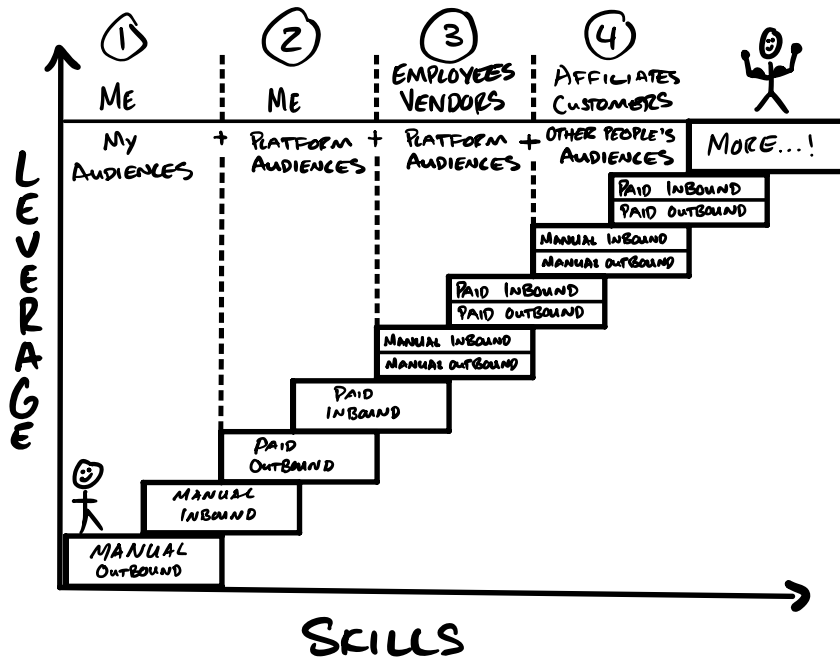 1
2
3
4
ME
ME
EMPLOYEES
VENDORS
AFFILIATES
CUSTOMERS
MY
AUDIENCES
+
PLATFORM
AUDIENCES
+
PLATFORM
AUDIENCES
+
OTHER PEOPLE'S
AUDIENCES
MORE...!
PAID INBOUND
PAID OUTBOUND
MANUAL INBOUND
MANUAL OUTBOUND
PAID INBOUND
PAID OUTBOUND
MANUAL INBOUND
MANUAL OUTBOUND
PAID
INBOUND
PAID
OUTBOUND
MANUAL
INBOUND
MANUAL
OUTBOUND
LEVERAGE
SKILLS